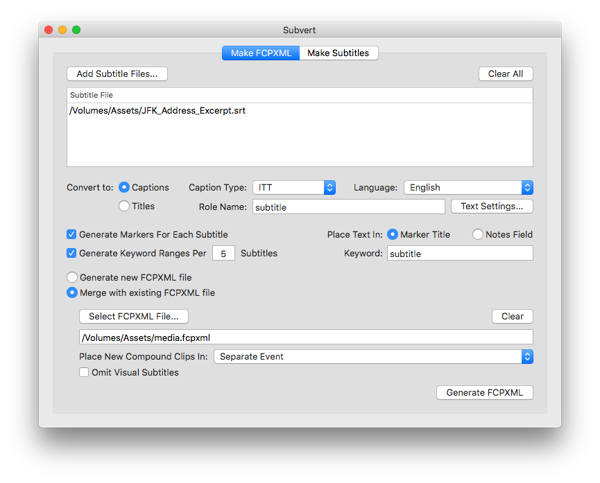 Subvert
Make FCPXML Make Subtitles
Add Subtitle Files... Clear All
Subtitle File
/Volumes/Assets/JFK_Address_Excerpt.srt
Convert to: Captions Caption Type: ITT Language: English
Titles Role Name: subtitle Text Settings...
Generate Markers For Each Subtitle Place Text In: Marker Title Notes Field
Generate Keyword Ranges Per 5 Subtitles Keyword: subtitle
Generate new FCPXML file
Merge with existing FCPXML file
Select FCPXML File... Clear
/Volumes/Assets/media.fcpxml
Place New Compound Clips In: Separate Event
Omit Visual Subtitles
Generate FCPXML